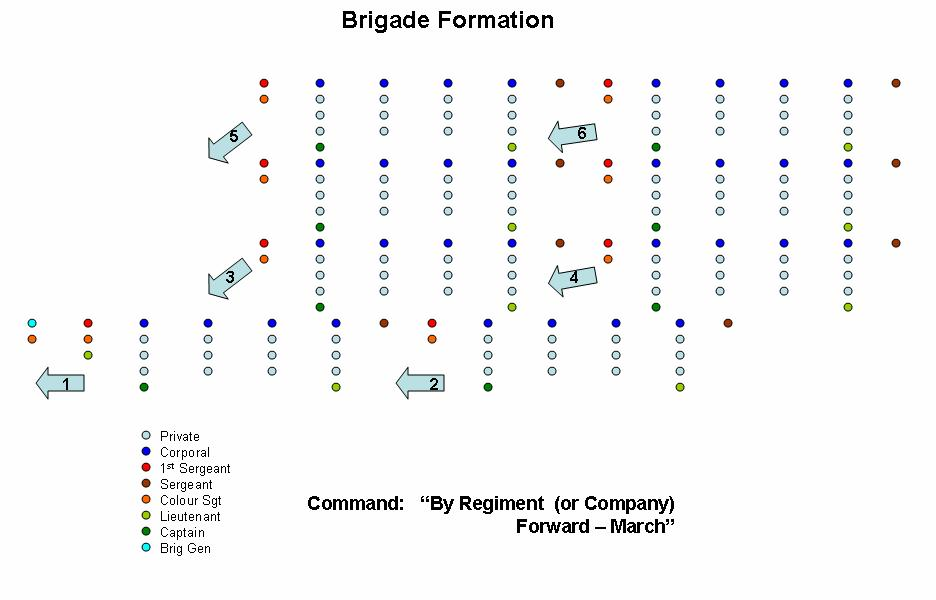 Brigade Formation
5
6
3
4
1
2
Private
Corporal
1st Sergeant
Sergeant
Colour Sgt
Lieutenant
Captain
Brig Gen
Command: “By Regiment (or Company)
Forward – March”